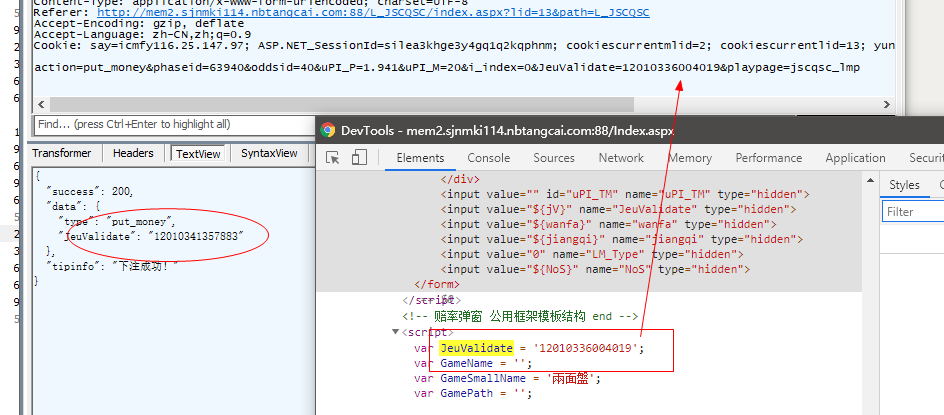 Content-Type: application/x-www-form-urlencoded; charset=UTF-8
Referer: http://mem2.sjnmki114.nbtangcai.com:88/L_JSCQSC/index.aspx?lid=13&path=L_JSCQSC
Accept-Encoding: gzip, deflate
Accept-Language: zh-CN,zh;q=0.9
Cookie: say=icmfy116.25.147.97; ASP.NET_SessionId=silea3khge3y4gq1q2kqphnm; cookiescurrentmlid=2; cookiescurrentlid=13; yun
action=put_money&phaseid=63940&oddsid=40&uPI_P=1.941&uPI_M=20&i_index=0&JeuValidate=12010336004019&playpage=jscqsc_lmp
Find... (press Ctrl+Enter to highlight all)
Transformer Headers TextView SyntaxView
{
"success": 200,
"data": {
"type": "put_money",
"JeuValidate": "12010341357883"
},
"tipinfo": "下注成功！"
}
DevTools - mem2.sjnmki114.nbtangcai.com:88/Index.aspx
Elements Console Sources Network Memory Performance Application Securi
</div>
<input value="" id="uPI_TM" name="uPI_TM" type="hidden">
<input value="${jV}" name="JeuValidate" type="hidden">
<input value="${wanfa}" name="wanfa" type="hidden">
<input value="${jiangqi}" name="jiangqi" type="hidden">
<input value="0" name="LM_Type" type="hidden">
<input value="${NoS}" name="NoS" type="hidden">
</form>
</script>
<!-- 赔率弹窗 公用框架模板结构 end -->
<script>
var JeuValidate = '12010336004019';
var GameName = '';
var GameSmallName = '兩面盤';
var GamePath = '';
Styles
Filter